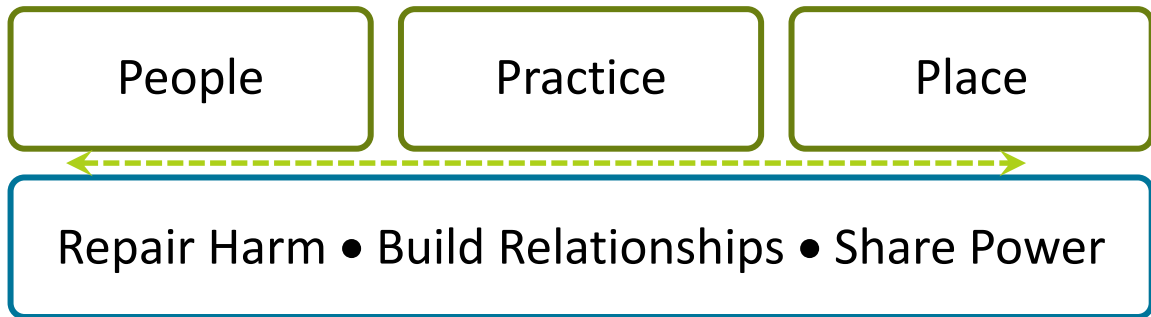 People
Practice
Place
Repair Harm ● Build Relationships ● Share Power